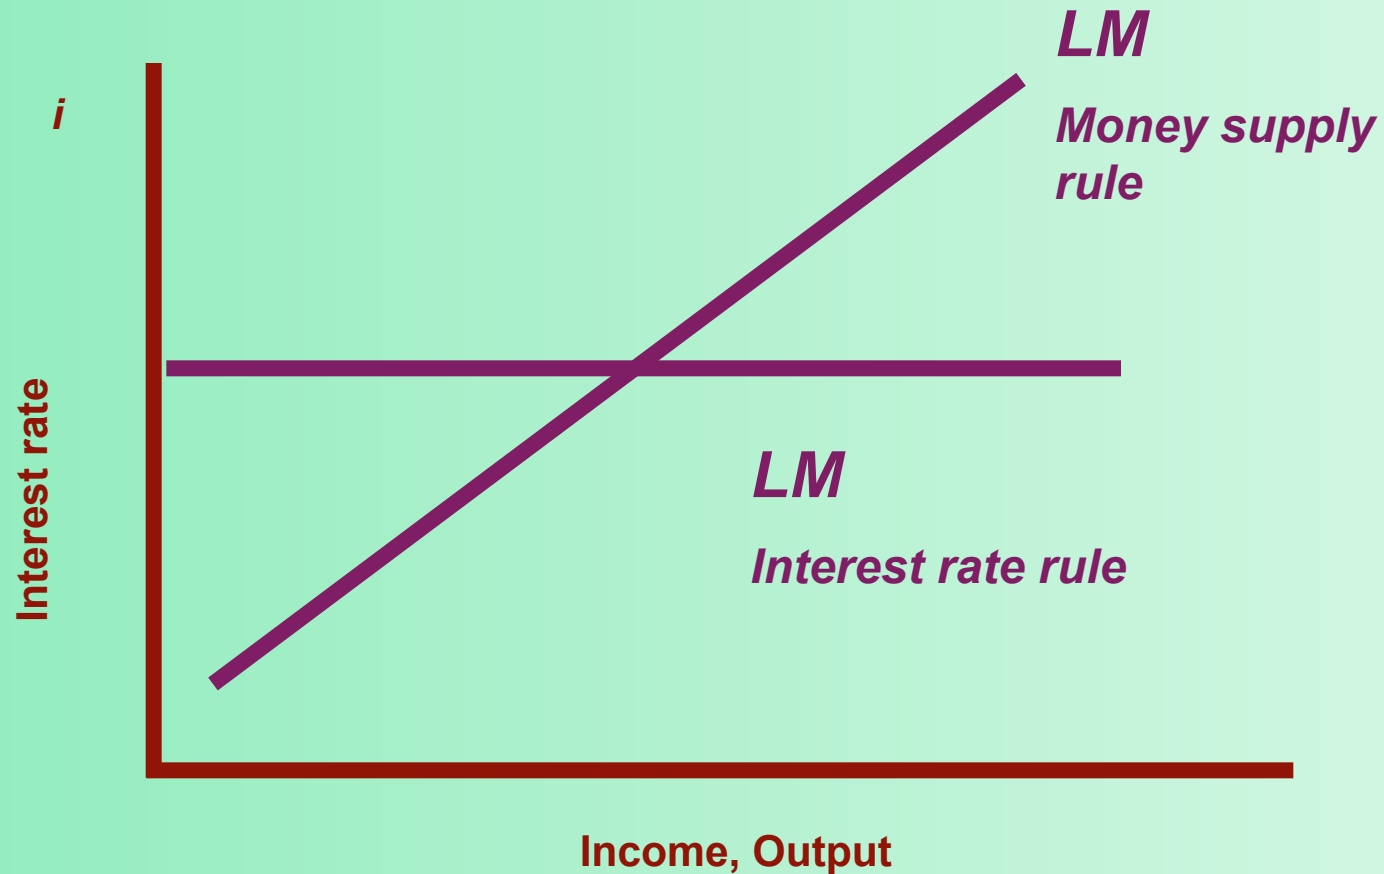 LM
Money supply
rule
i
Interest rate
LM
Interest rate rule
Income, Output